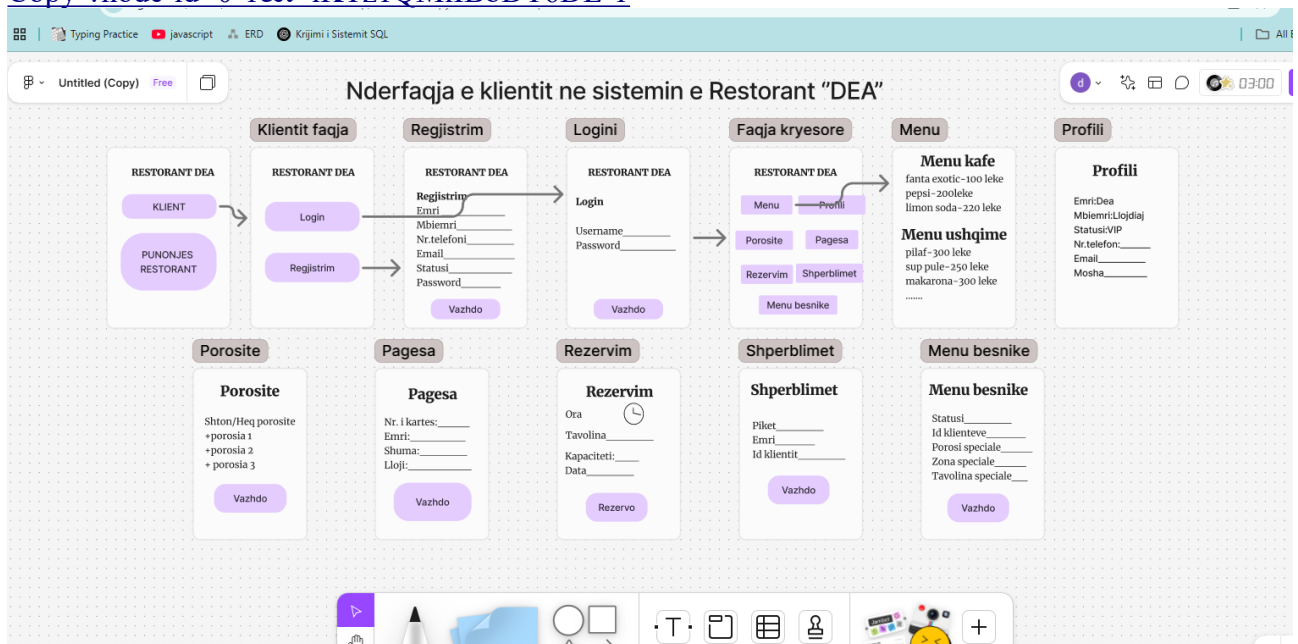 Typing Practice javascript ERD Krijimi i Sistemit SQL
Untitled (Copy) Free
d 03:00
Nderfaqja e klientit ne sistemin e Restorant “DEA”
Klientit faqja
Regjistrim
Logini
Faqja kryesore
Menu
Profili
RESTORANT DEA
KLIENT
PUNONJES
RESTORANT
RESTORANT DEA
Login
Regjistrim
RESTORANT DEA
Regjistrim
Emri
Mbiemri
Nr.telefoni
Email
Statusi
Password
Vazhdo
RESTORANT DEA
Login
Username
Password
Vazhdo
RESTORANT DEA
Menu Profili
Porosite Pagesa
Rezervim Shperblimet
Menu besnike
Menu kafe
fanta exotic-100 leke
pepsi-200leke
limon soda-220 leke
Menu ushqime
pilaf-300 leke
sup pule-250 leke
makarona-300 leke
.......
Profili
Emri:Dea
Mbiemri:Llojdiaj
Statusi:VIP
Nr.telefon:
Email
Mosha
Porosite
Pagesa
Rezervim
Shperblimet
Menu besnike
Porosite
Shton/Heq porosite
+porosia 1
+porosia 2
+ porosia 3
Vazhdo
Pagesa
Nr. i kartes:
Emri:
Shuma:
Lloji:
Vazhdo
Rezervim
Ora
Tavolina
Kapaciteti:
Data
Rezervo
Shperblimet
Piket
Emri
Id klientit
Vazhdo
Menu besnike
Statusi
Id klienteve
Porosi speciale
Zona speciale
Tavolina speciale
Vazhdo